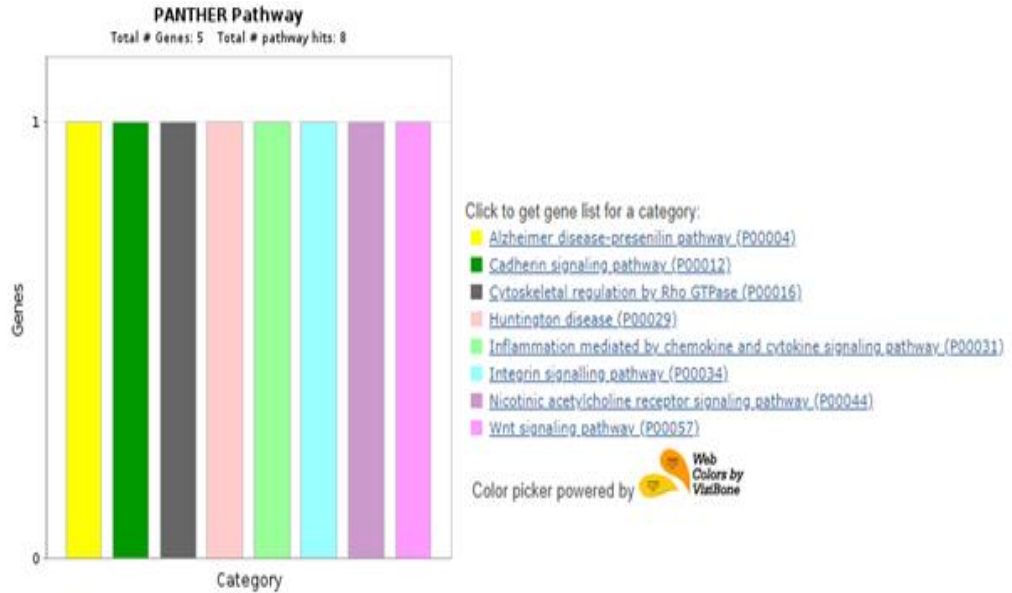 PANTHER Pathway
Total # Genes: 5 Total # pathway hits: 8
1
Genes
0
Category
Click to get gene list for a category:
Alzheimer disease-presenilin pathway (P00004)
Cadherin signaling pathway (P00012)
Cytoskeletal regulation by Rho GTPase (P00016)
Huntington disease (P00029)
Inflammation mediated by chemokine and cytokine signaling pathway (P00031)
Integrin signalling pathway (P00034)
Nicotinic acetylcholine receptor signaling pathway (P00044)
Wnt signaling pathway (P00057)
Color picker powered by
Web
Colors by
VisiBone